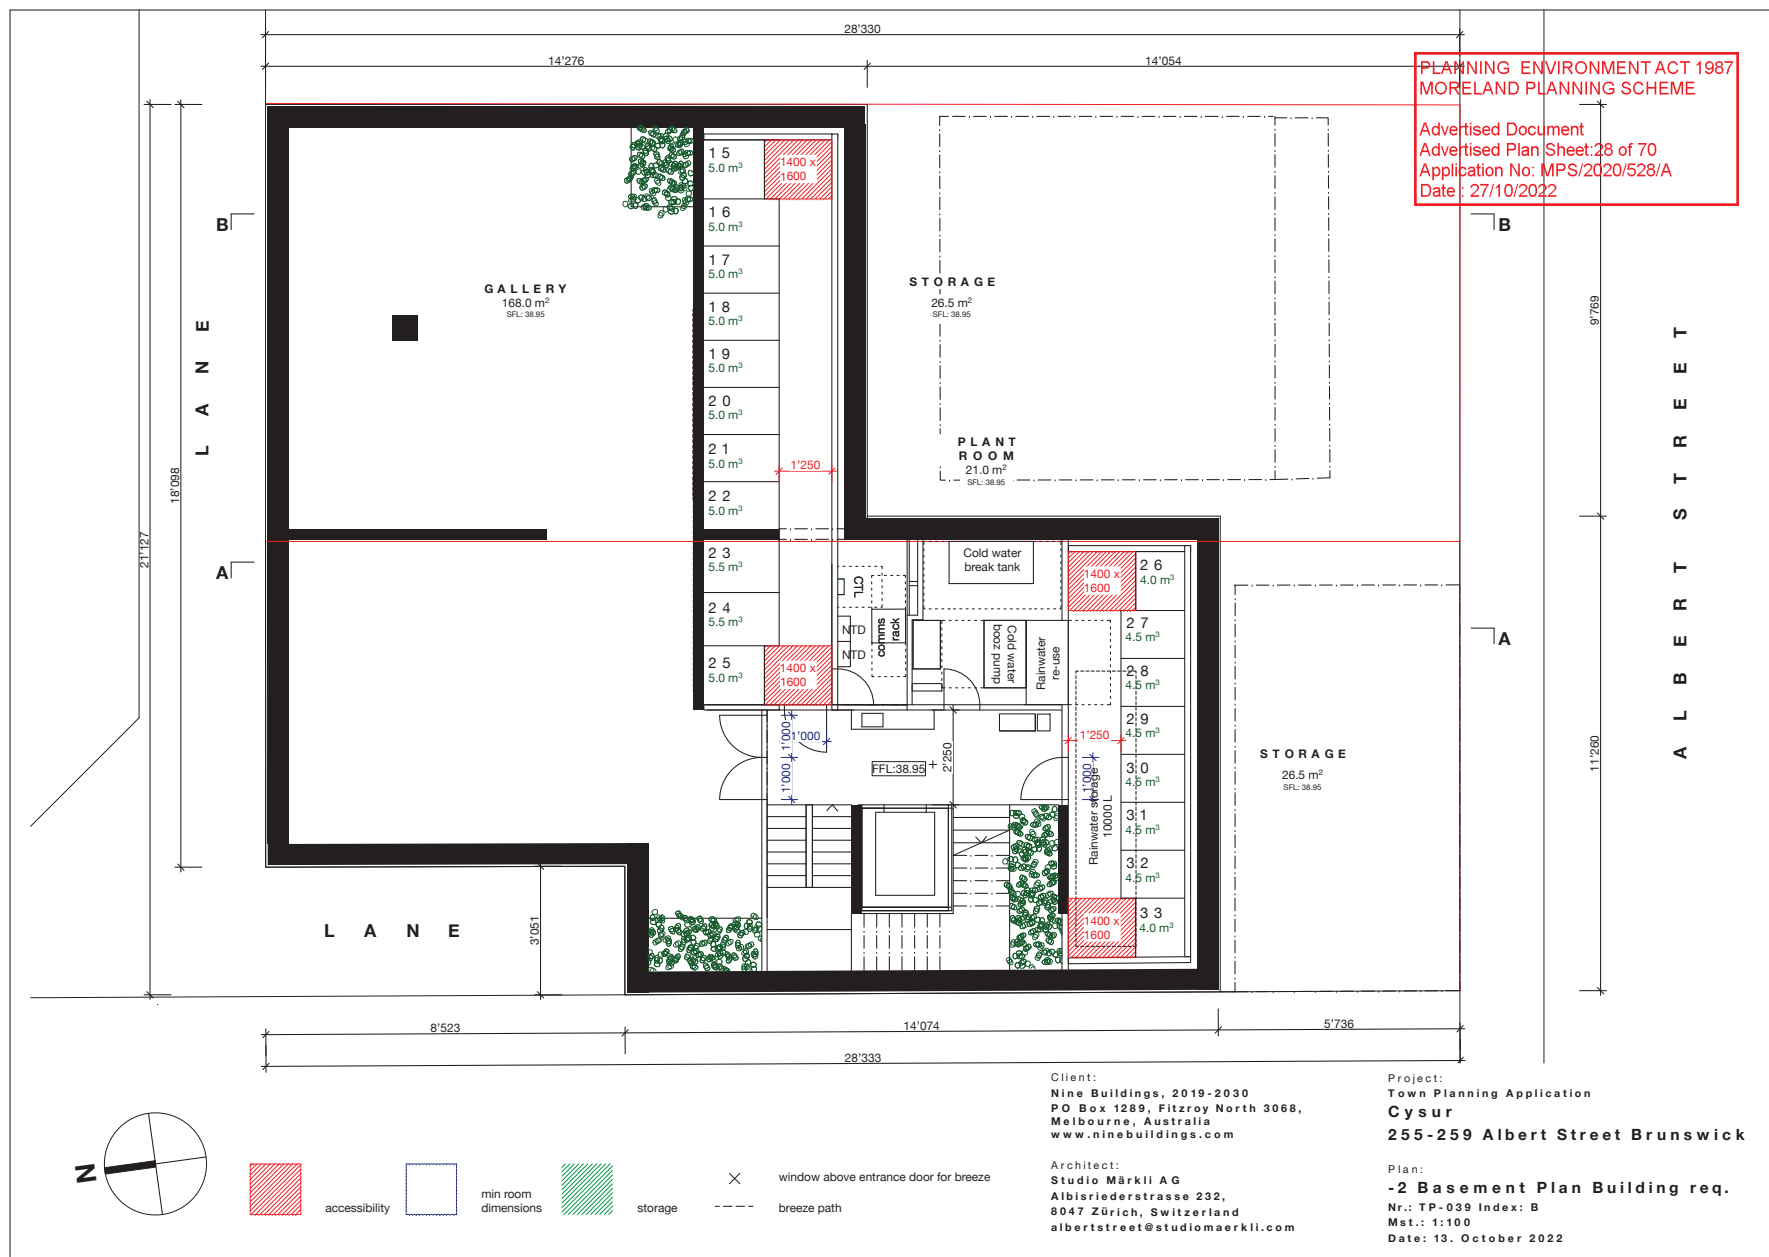 28'330
14'276
14'054
PLANNING ENVIRONMENT ACT 1987
MORELAND PLANNING SCHEME
Advertised Document
Advertised Plan Sheet:28 of 70
Application No: MPS/2020/528/A
Date : 27/10/2022
B
B
A
A
LANE
LANE
ALBERT STREET
21'127
18'098
9'769
11'260
3'051
GALLERY
168.0 m²
SFL: 38.95
STORAGE
26.5 m²
SFL: 38.95
PLANT
ROOM
21.0 m²
SFL: 38.95
STORAGE
26.5 m²
SFL: 38.95
15
5.0 m³
1400 x
1600
16
5.0 m³
17
5.0 m³
18
5.0 m³
19
5.0 m³
20
5.0 m³
21
5.0 m³
1'250
22
5.0 m³
23
5.5 m³
24
5.5 m³
25
5.0 m³
1400 x
1600
CTL
NTD
NTD
comms
rack
Cold water
break tank
Cold water
booz pump
Rainwater
re-use
1400 x
1600
26
4.0 m³
27
4.5 m³
28
4.5 m³
29
4.5 m³
30
4.5 m³
31
4.5 m³
32
4.5 m³
33
4.0 m³
1400 x
1600
1'250
1'000
Rainwater storage
10000 L
1'000
1'000
1'000
FFL:38.95
2'250
8'523
14'074
5'736
28'333
N
accessibility
min room
dimensions
storage
window above entrance door for breeze
breeze path
Client:
Nine Buildings, 2019-2030
PO Box 1289, Fitzroy North 3068,
Melbourne, Australia
www.ninebuildings.com
Architect:
Studio Märkli AG
Albisriederstrasse 232,
8047 Zürich, Switzerland
albertstreet@studiomaerkli.com
Project:
Town Planning Application
Cysur
255-259 Albert Street Brunswick
Plan:
-2 Basement Plan Building req.
Nr.: TP-039 Index: B
Mst.: 1:100
Date: 13. October 2022